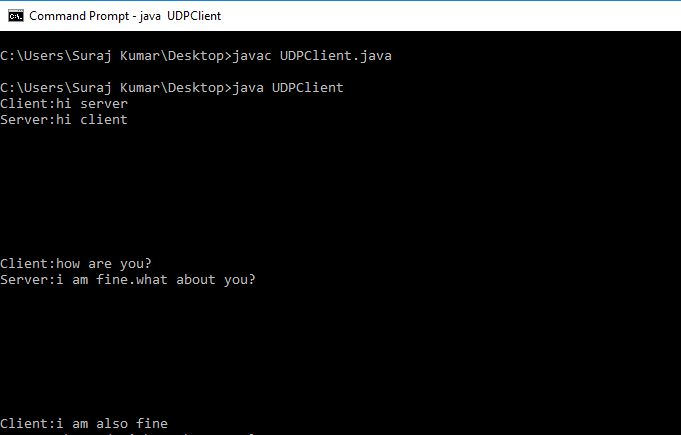 Command Prompt - java  UDPClient
C:\Users\Suraj Kumar\Desktop>javac UDPClient.java
C:\Users\Suraj Kumar\Desktop>java UDPClient
Client:hi server
Server:hi client
Client:how are you?
Server:i am fine.what about you?
Client:i am also fine